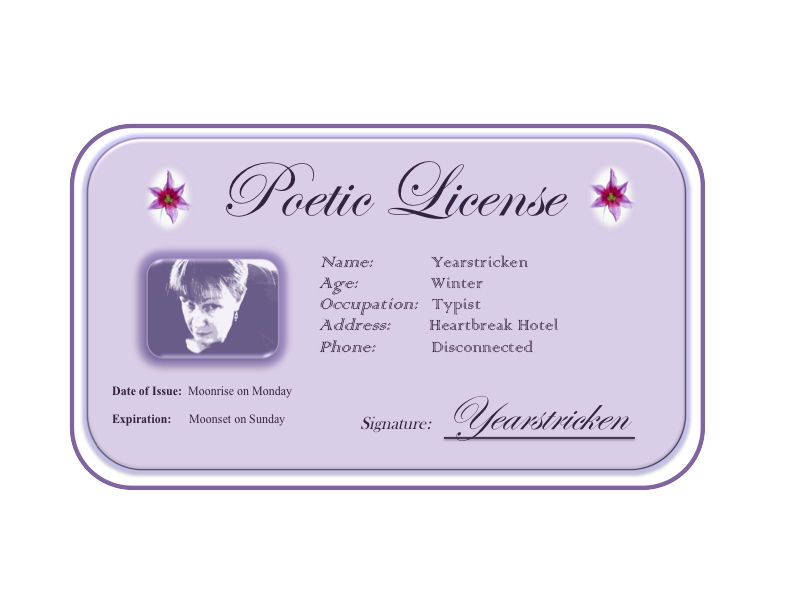 Poetic License
Name: Yearstricken
Age: Winter
Occupation: Typist
Address: Heartbreak Hotel
Phone: Disconnected
Date of Issue: Moonrise on Monday
Expiration: Moonset on Sunday
Signature: Yearstricken